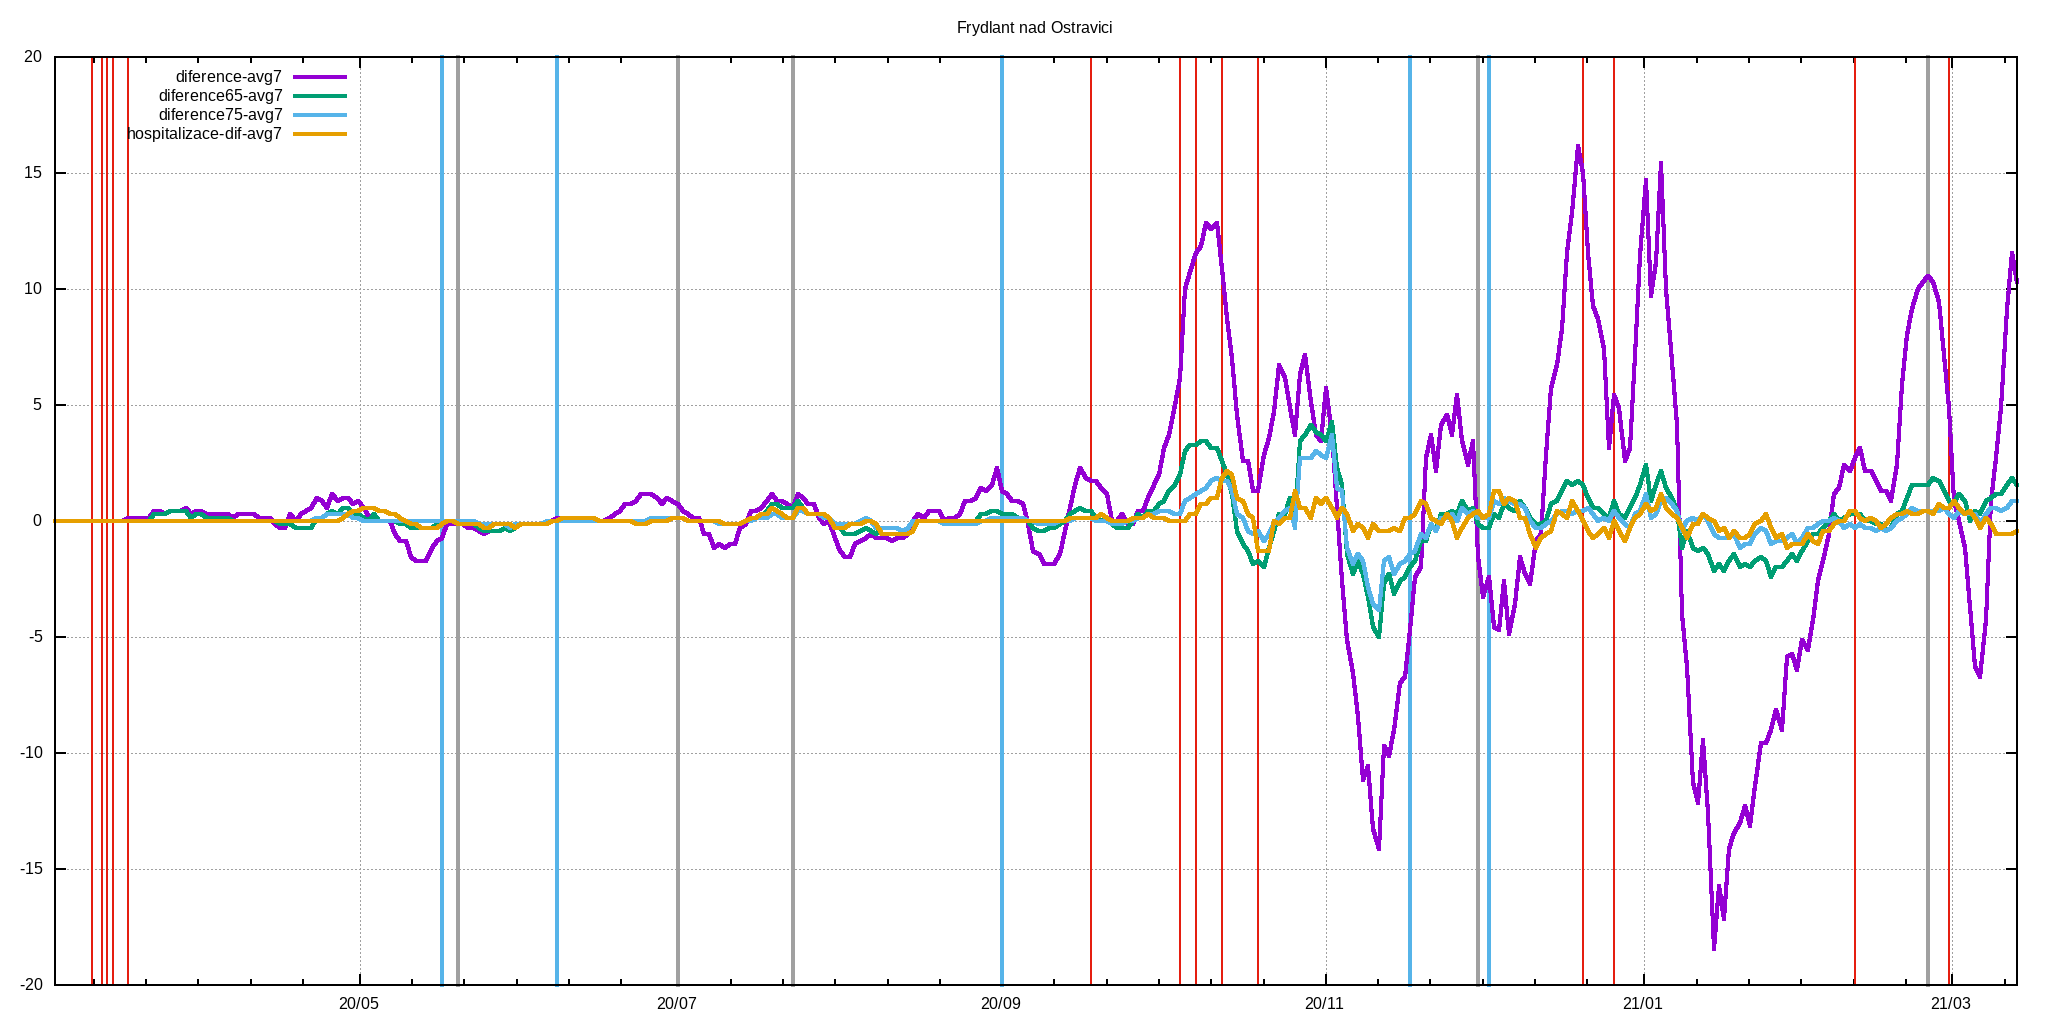 Frydlant nad Ostravici
diference-avg7
diference65-avg7
diference75-avg7
hospitalizace-dif-avg7
20
15
10
5
0
-5
-10
-15
-20
20/05 20/07 20/09 20/11 21/01 21/03